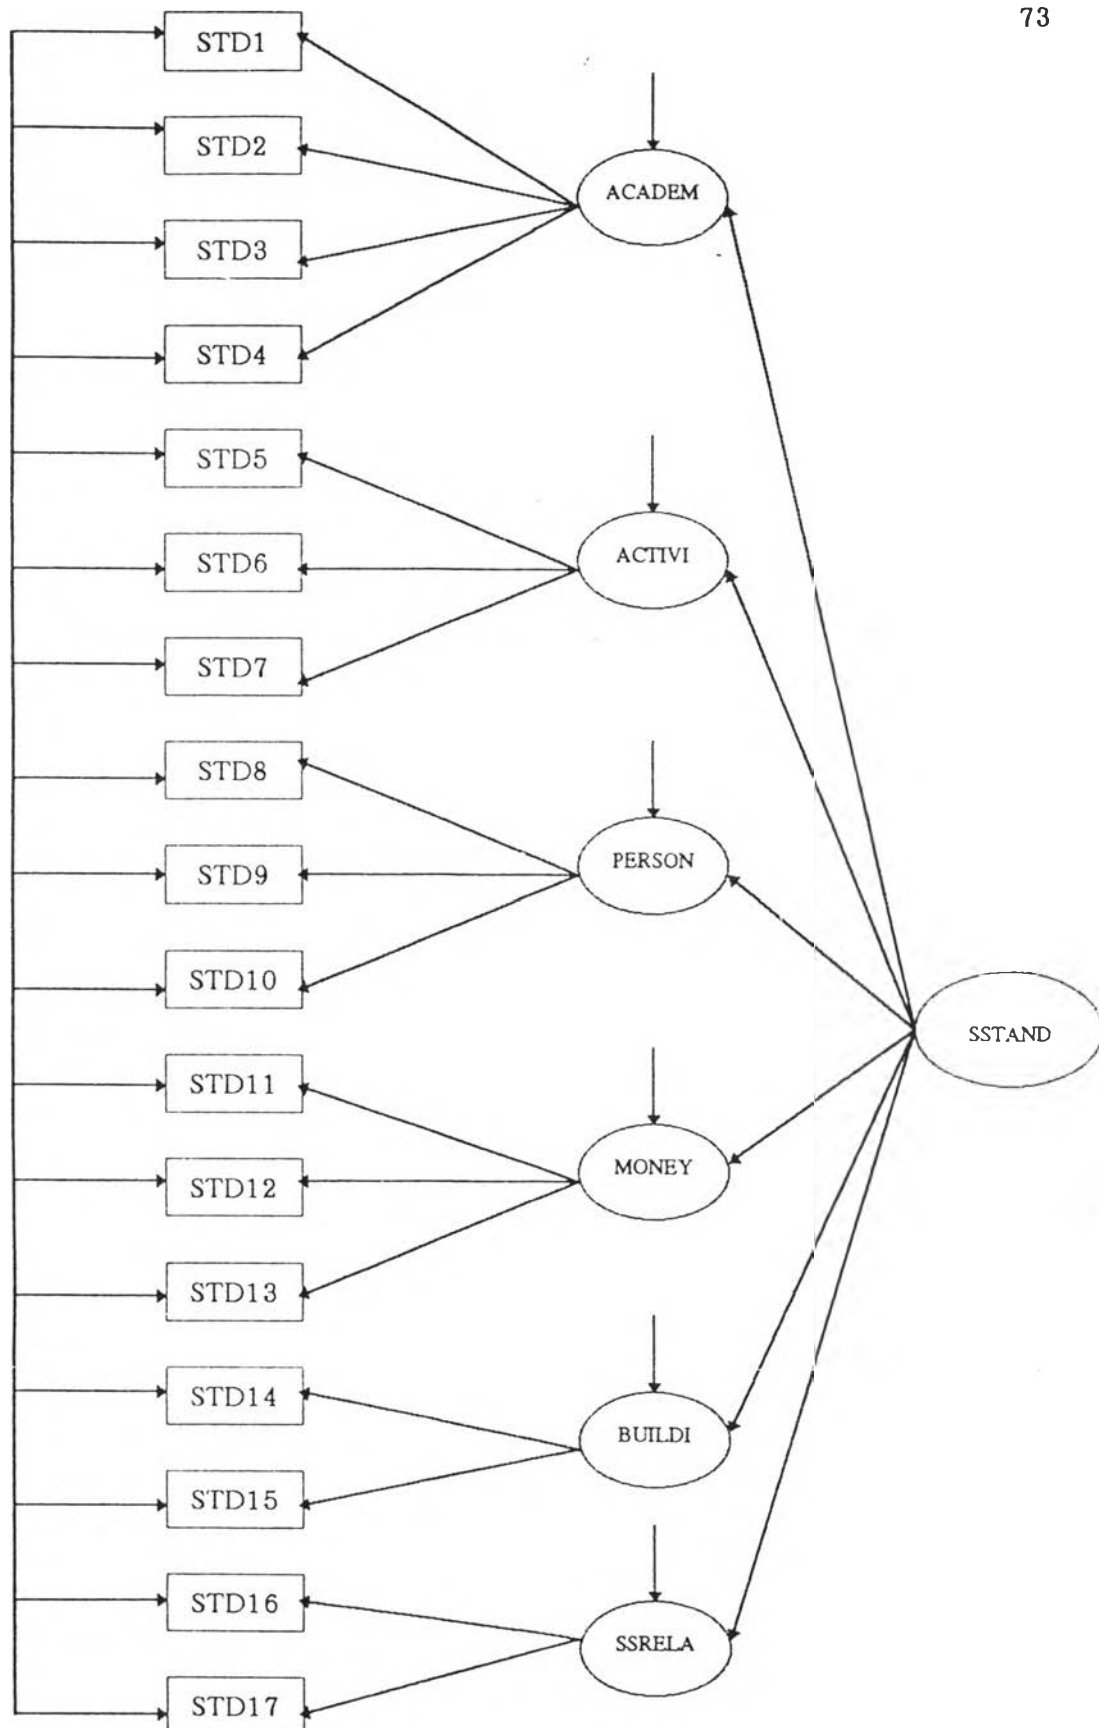 73
STD1
STD2
ACADEM
STD3
STD4
STD5
STD6
ACTIVI
STD7
STD8
STD9
PERSON
STD10
SSTAND
STD11
STD12
MONEY
STD13
STD14
BUILDI
STD15
STD16
SSRELA
STD17